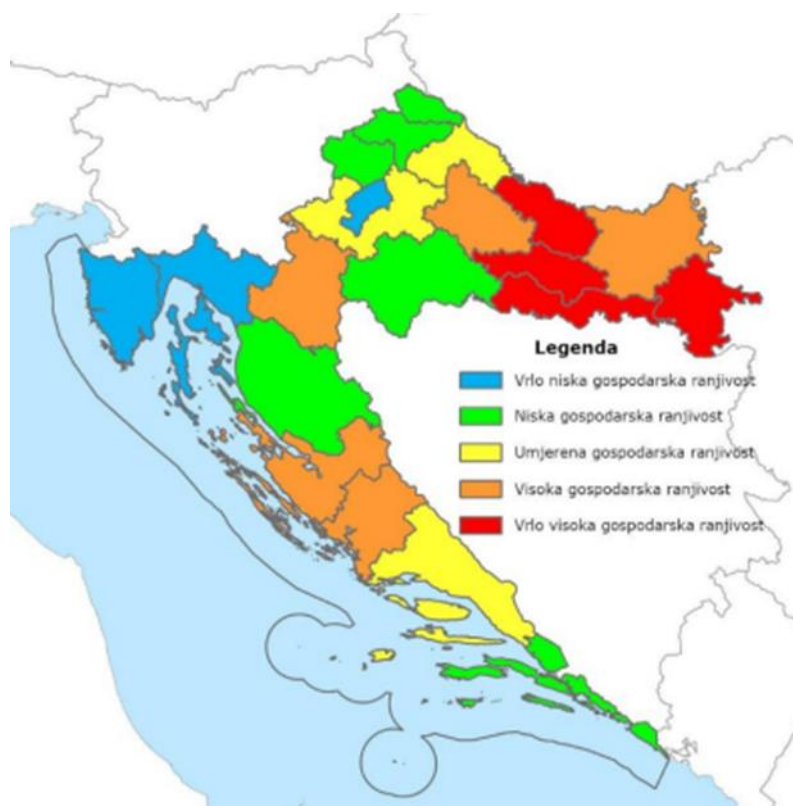 Legenda
Vrlo niska gospodarska ranjivost
Niska gospodarska ranjivost
Umjerena gospodarska ranjivost
Visoka gospodarska ranjivost
Vrlo visoka gospodarska ranjivost